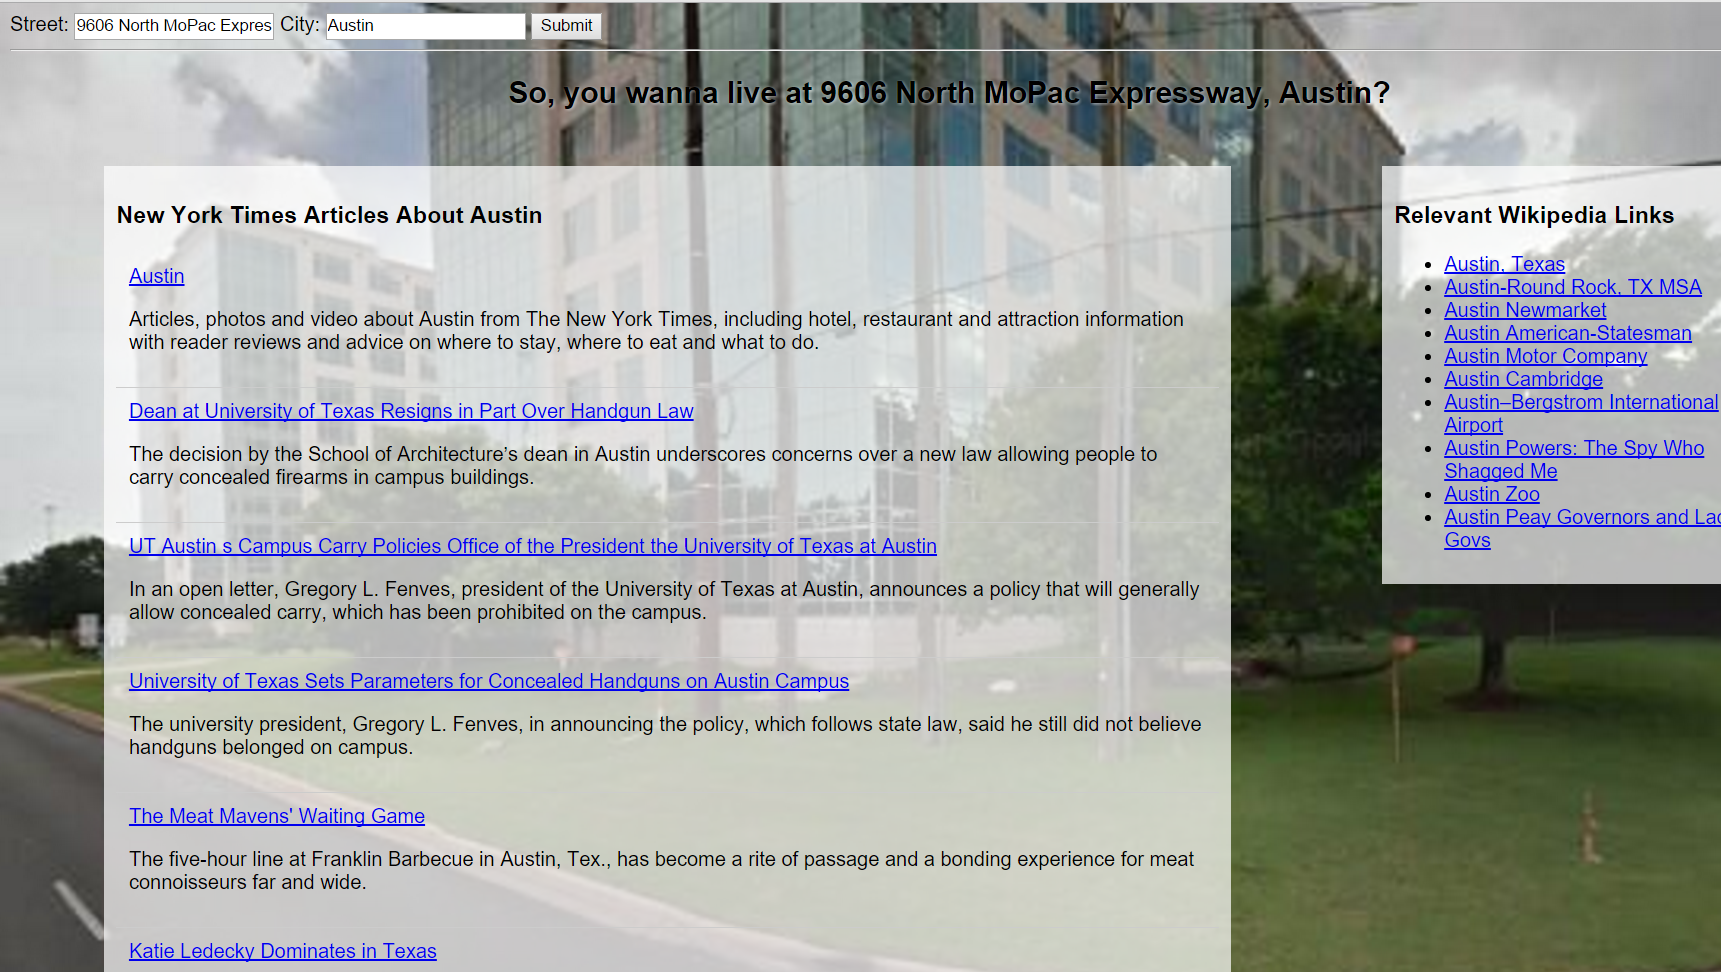 Street: 9606 North MoPac Expres City: Austin Submit
So, you wanna live at 9606 North MoPac Expressway, Austin?
New York Times Articles About Austin
Austin
Articles, photos and video about Austin from The New York Times, including hotel, restaurant and attraction information
with reader reviews and advice on where to stay, where to eat and what to do.
Dean at University of Texas Resigns in Part Over Handgun Law
The decision by the School of Architecture’s dean in Austin underscores concerns over a new law allowing people to
carry concealed firearms in campus buildings.
UT Austin s Campus Carry Policies Office of the President the University of Texas at Austin
In an open letter, Gregory L. Fenves, president of the University of Texas at Austin, announces a policy that will generally
allow concealed carry, which has been prohibited on the campus.
University of Texas Sets Parameters for Concealed Handguns on Austin Campus
The university president, Gregory L. Fenves, in announcing the policy, which follows state law, said he still did not believe
handguns belonged on campus.
The Meat Mavens' Waiting Game
The five-hour line at Franklin Barbecue in Austin, Tex., has become a rite of passage and a bonding experience for meat
connoisseurs far and wide.
Katie Ledecky Dominates in Texas
Relevant Wikipedia Links
Austin, Texas
Austin-Round Rock, TX MSA
Austin Newmarket
Austin American-Statesman
Austin Motor Company
Austin Cambridge
Austin–Bergstrom International
Airport
Austin Powers: The Spy Who
Shagged Me
Austin Zoo
Austin Peay Governors and Lad
Govs